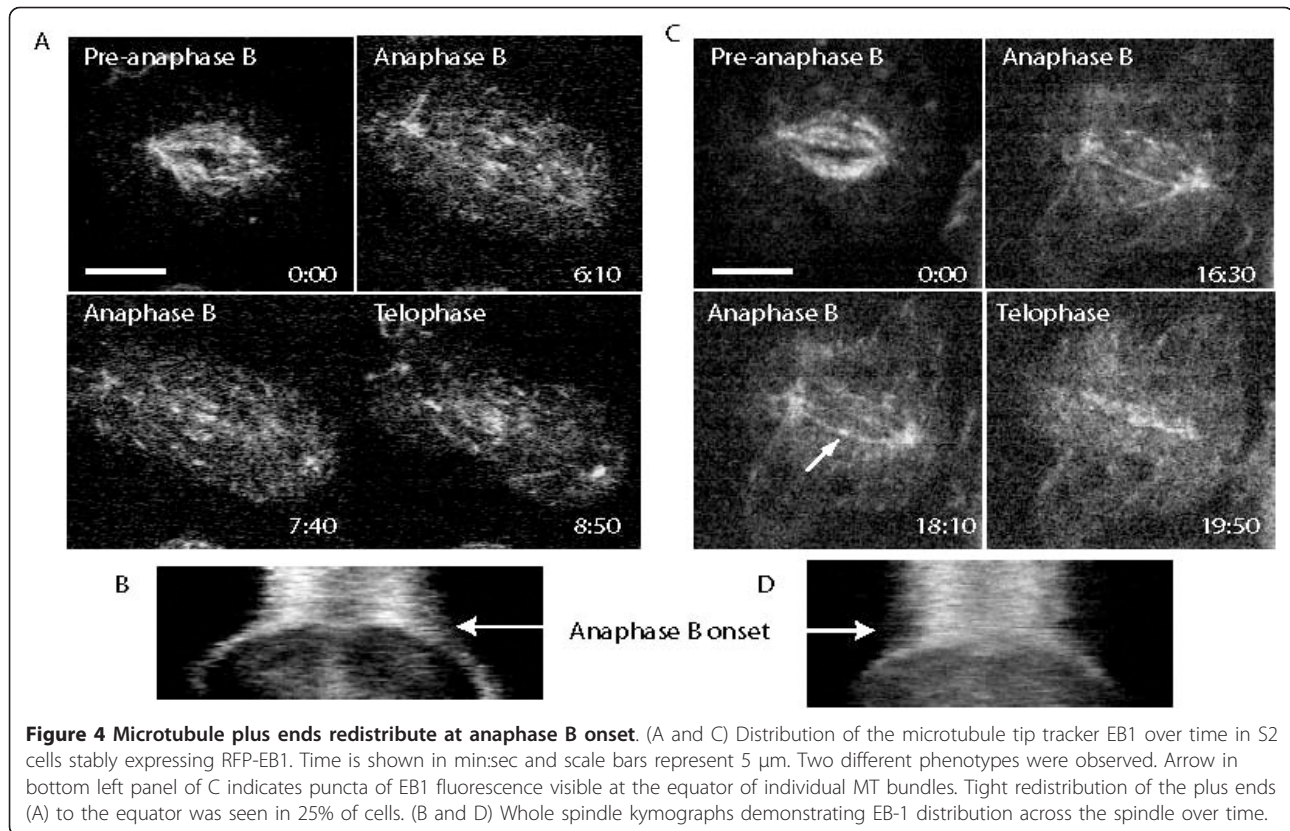 A
C
Pre-anaphase B
Anaphase B
Pre-anaphase B
Anaphase B
0:00
6:10
0:00
16:30
Anaphase B
Telophase
Anaphase B
Telophase
7:40
8:50
18:10
19:50
B
D
Anaphase B onset
Figure 4 Microtubule plus ends redistribute at anaphase B onset. (A and C) Distribution of the microtubule tip tracker EB1 over time in S2
cells stably expressing RFP-EB1. Time is shown in min:sec and scale bars represent 5 μm. Two different phenotypes were observed. Arrow in
bottom left panel of C indicates puncta of EB1 fluorescence visible at the equator of individual MT bundles. Tight redistribution of the plus ends
(A) to the equator was seen in 25% of cells. (B and D) Whole spindle kymographs demonstrating EB-1 distribution across the spindle over time.